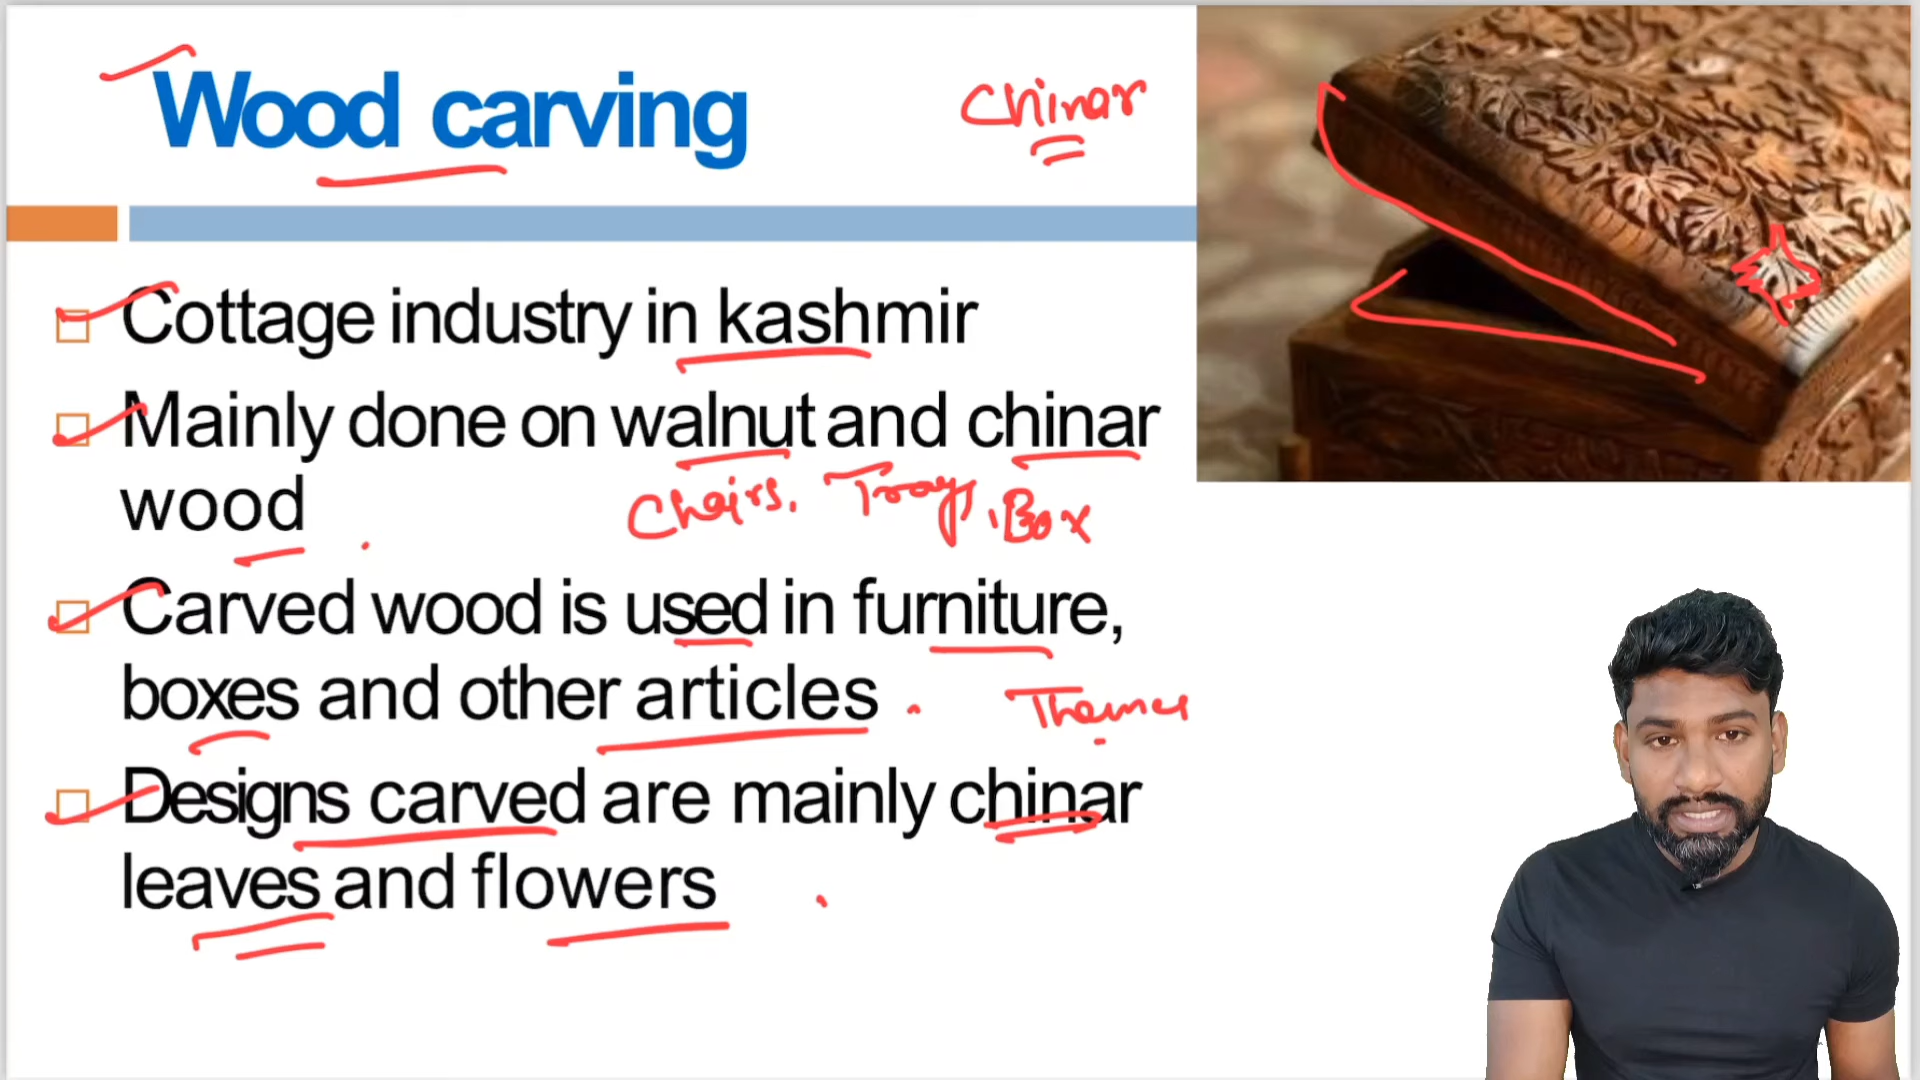 Wood carving
Chinar
Cottage industry in kashmir
Mainly done on walnut and chinar
wood
Chairs, Tray, Box
Carved wood is used in furniture,
boxes and other articles
Themes
Designs carved are mainly chinar
leaves and flowers